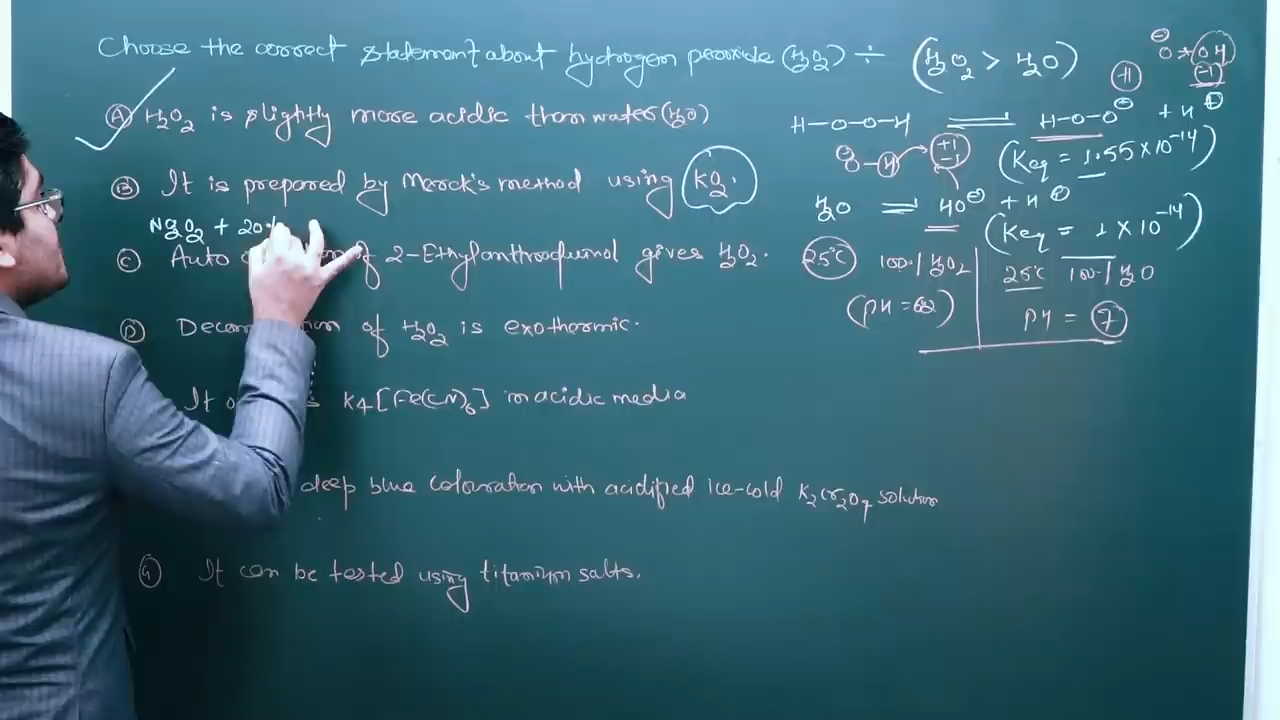 Choose the correct statement about hydrogen peroxide (H2O2) ÷ (H2O2 > H2O)
(A) H2O2 is slightly more acidic than water (H2O)
(B) It is prepared by Merck's method using KO2.
Na2O2 + 20%
(C) Auto of 2-Ethylanthraquinol gives H2O2.
(D) of H2O2 is exothermic.
It K4[Fe(CN)6] in acidic media
deep blue colouration with acidified ice-cold K2Cr2O7 solution
(G) It can be tested using titanium salts.
H-O-O-H ⇌ H-O-O⊖ + H⊕
⊖O-H +1 -1 (Keq = 1.55×10^-14)
H2O ⇌ HO⊖ + H⊕
(Keq = 1×10^-14)
25°C 100% H2O2 25°C 100% H2O
(pH = ) pH = 7